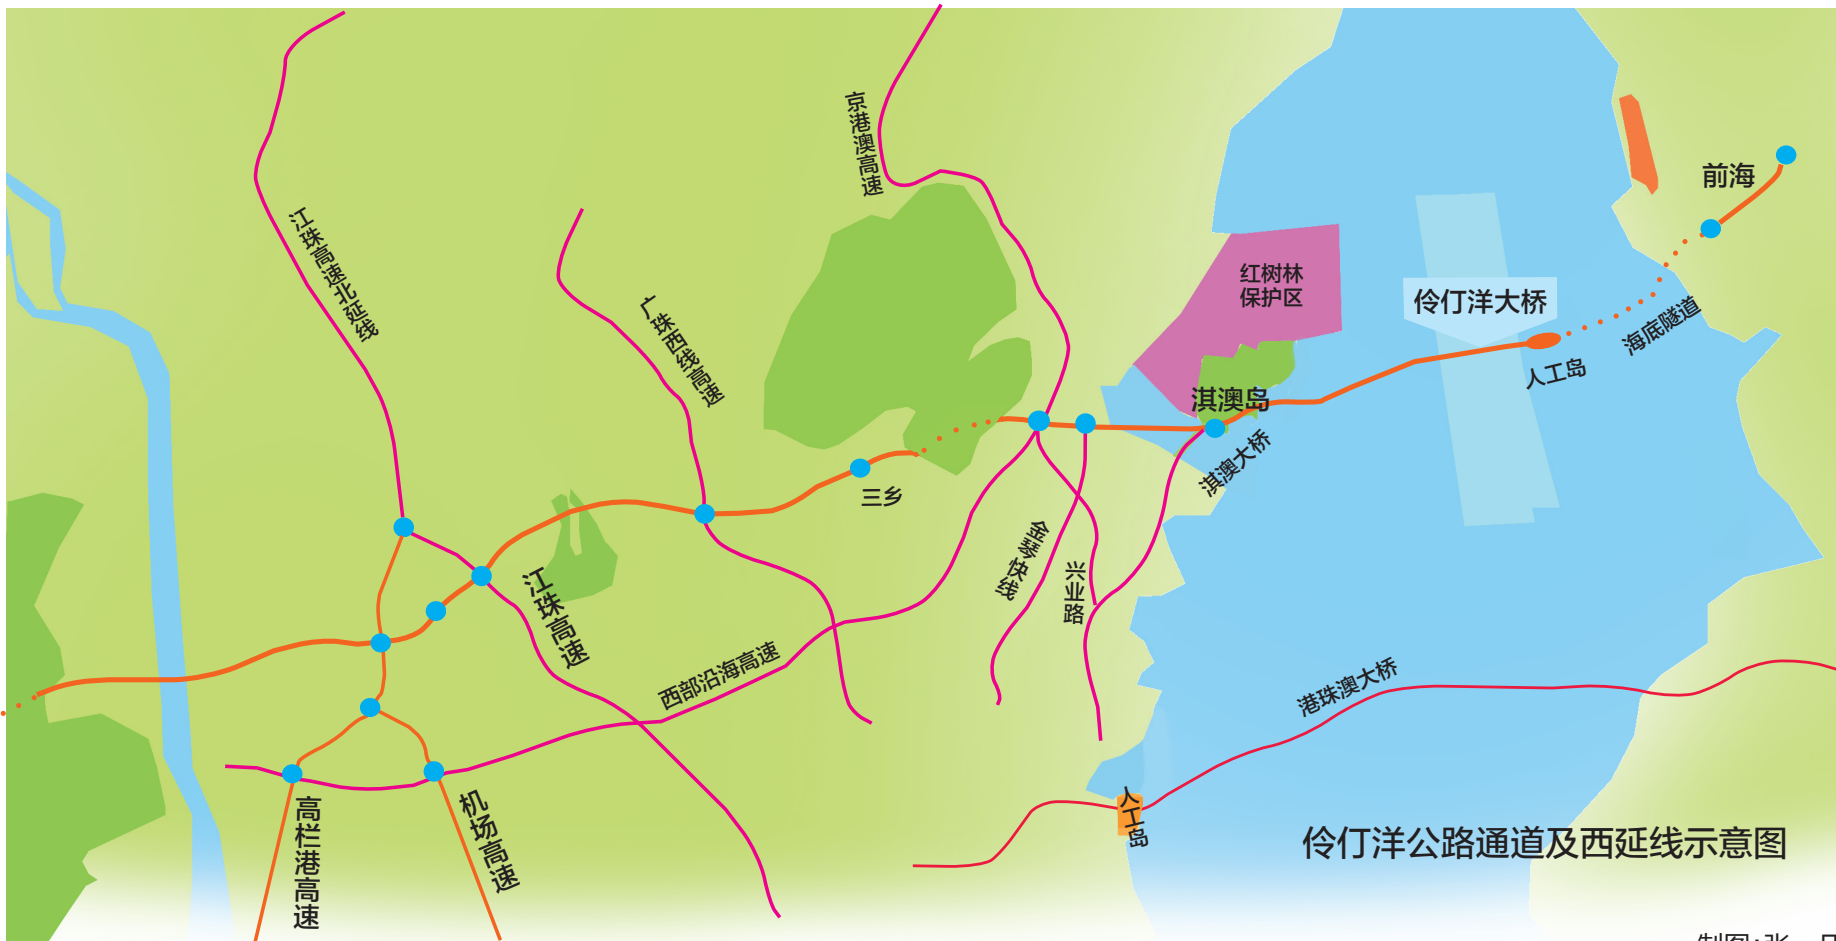 京港澳高速
江珠高速北延线
广珠西线高速
前海
红树林
保护区
伶仃洋大桥
海底隧道
人工岛
淇澳岛
淇澳大桥
三乡
金琴快线
兴业路
江珠高速
西部沿海高速
港珠澳大桥
人工岛
高栏港高速
机场高速
伶仃洋公路通道及西延线示意图